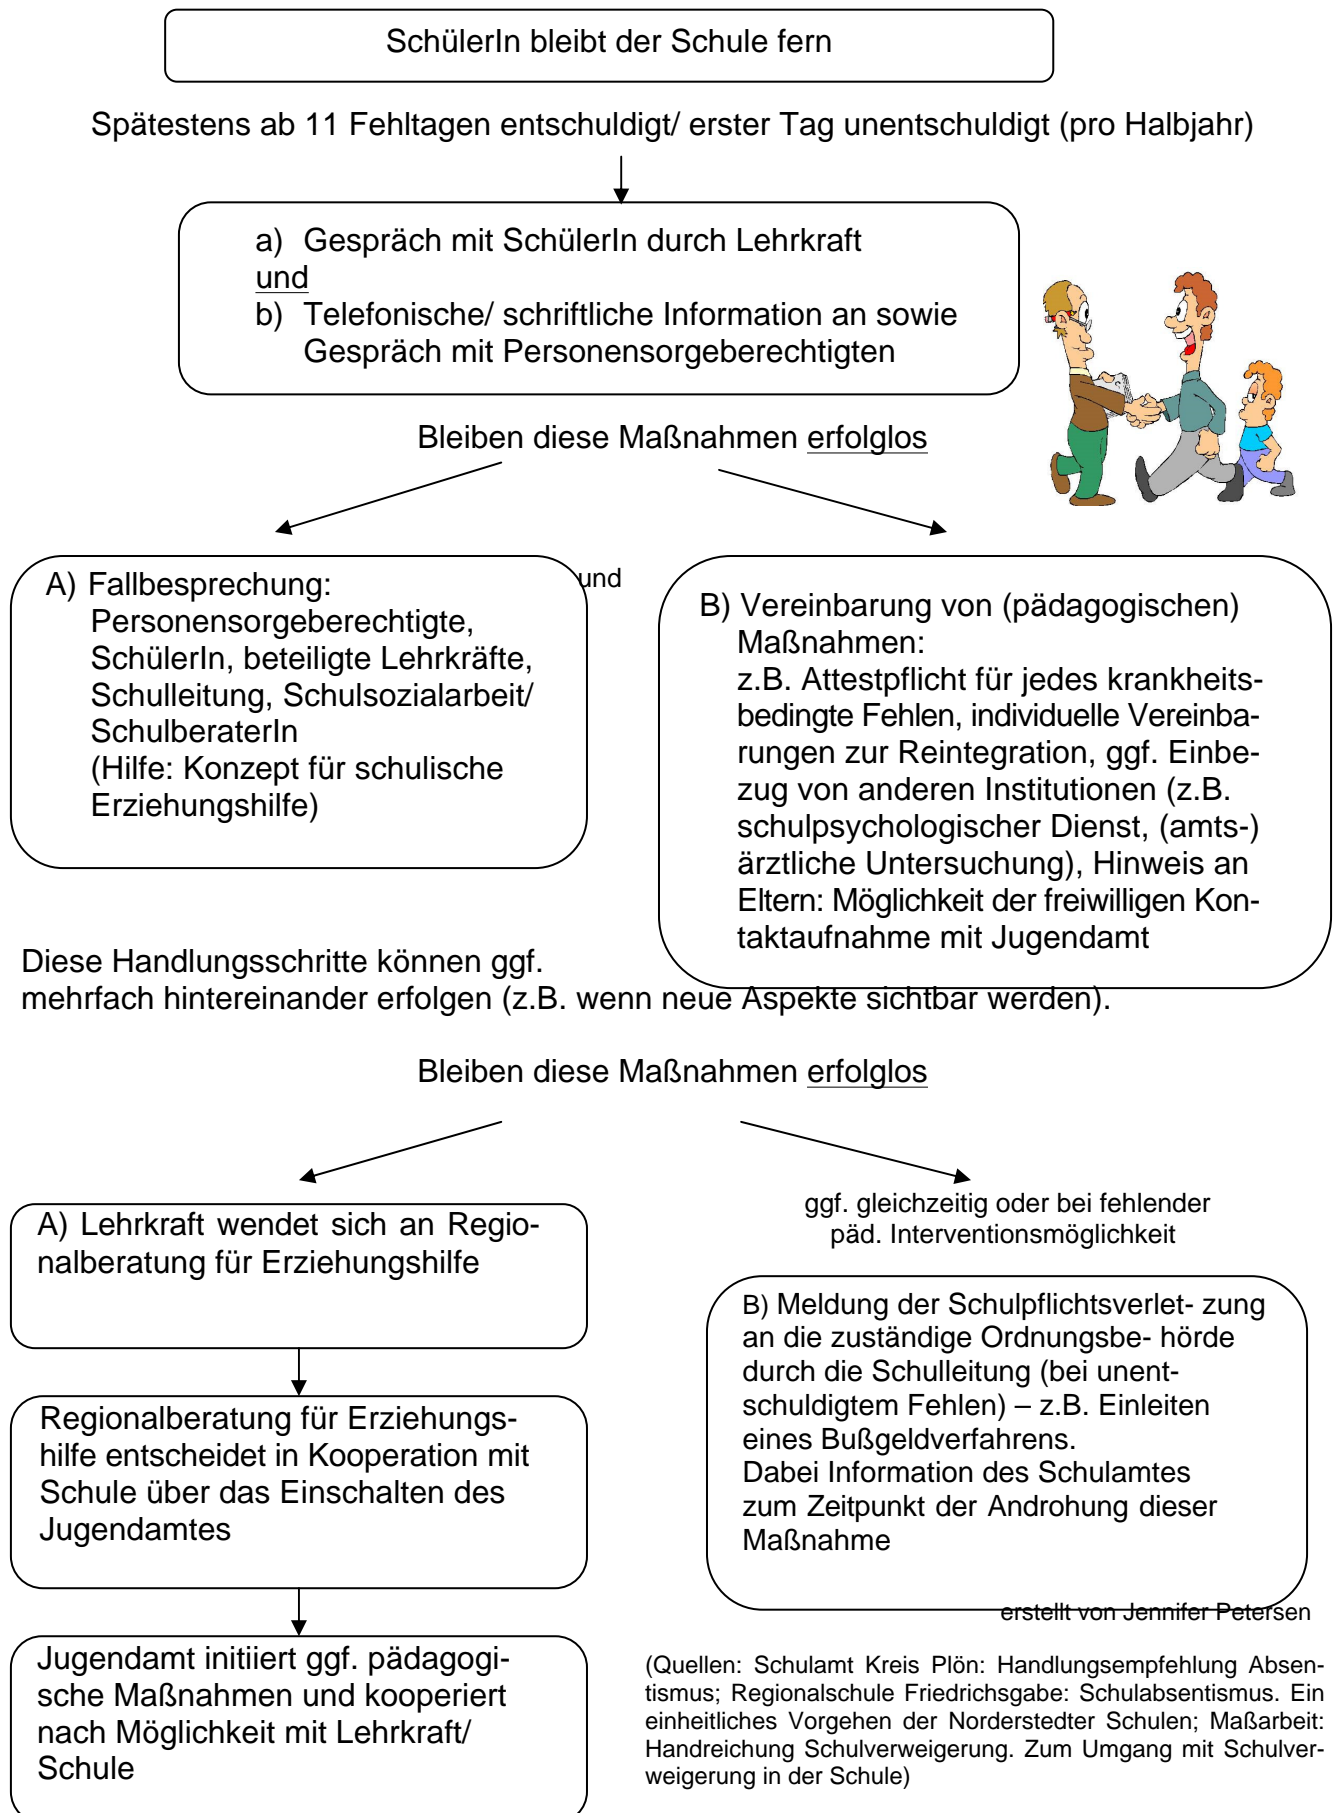 SchülerIn bleibt der Schule fern
Spätestens ab 11 Fehltagen entschuldigt/ erster Tag unentschuldigt (pro Halbjahr)
a) Gespräch mit SchülerIn durch Lehrkraft
und
b) Telefonische/ schriftliche Information an sowie
Gespräch mit Personensorgeberechtigten
Bleiben diese Maßnahmen erfolglos
A) Fallbesprechung:
Personensorgeberechtigte,
SchülerIn, beteiligte Lehrkräfte,
Schulleitung, Schulsozialarbeit/
SchulberaterIn
(Hilfe: Konzept für schulische
Erziehungshilfe)
und
B) Vereinbarung von (pädagogischen)
Maßnahmen:
z.B. Attestpflicht für jedes krankheits-
bedingte Fehlen, individuelle Vereinba-
rungen zur Reintegration, ggf. Einbe-
zug von anderen Institutionen (z.B.
schulpsychologischer Dienst, (amts-)
ärztliche Untersuchung), Hinweis an
Eltern: Möglichkeit der freiwilligen Kon-
taktaufnahme mit Jugendamt
Diese Handlungsschritte können ggf.
mehrfach hintereinander erfolgen (z.B. wenn neue Aspekte sichtbar werden).
Bleiben diese Maßnahmen erfolglos
A) Lehrkraft wendet sich an Regio-
nalberatung für Erziehungshilfe
Regionalberatung für Erziehungs-
hilfe entscheidet in Kooperation mit
Schule über das Einschalten des
Jugendamtes
Jugendamt initiiert ggf. pädagogi-
sche Maßnahmen und kooperiert
nach Möglichkeit mit Lehrkraft/
Schule
ggf. gleichzeitig oder bei fehlender
päd. Interventionsmöglichkeit
B) Meldung der Schulpflichtsverlet- zung
an die zuständige Ordnungsbe- hörde
durch die Schulleitung (bei unent-
schuldigtem Fehlen) – z.B. Einleiten
eines Bußgeldverfahrens.
Dabei Information des Schulamtes
zum Zeitpunkt der Androhung dieser
Maßnahme
erstellt von Jennifer Petersen
(Quellen: Schulamt Kreis Plön: Handlungsempfehlung Absen-
tismus; Regionalschule Friedrichsgabe: Schulabsentismus. Ein
einheitliches Vorgehen der Norderstedter Schulen; Maßarbeit:
Handreichung Schulverweigerung. Zum Umgang mit Schulver-
weigerung in der Schule)